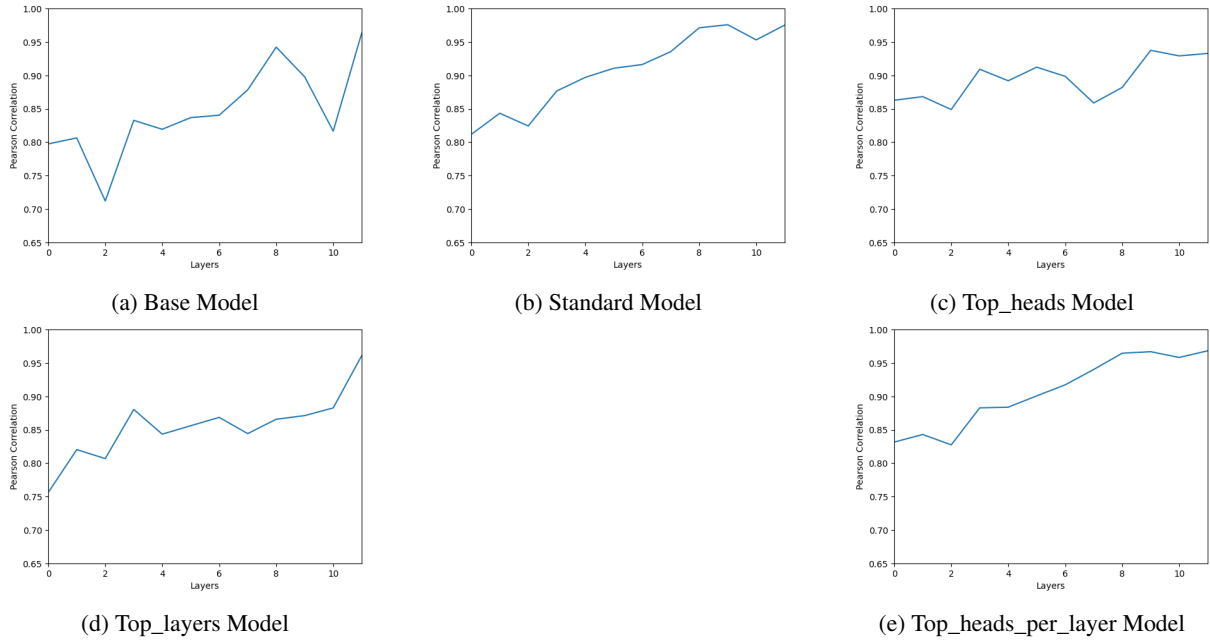 1.00
0.95
0.90
0.85
0.80
0.75
0.70
0.65
Pearson Correlation
0 2 4 6 8 10
Layers
(a) Base Model
1.00
0.95
0.90
0.85
0.80
0.75
0.70
0.65
Pearson Correlation
0 2 4 6 8 10
Layers
(b) Standard Model
1.00
0.95
0.90
0.85
0.80
0.75
0.70
0.65
Pearson Correlation
0 2 4 6 8 10
Layers
(c) Top_heads Model
1.00
0.95
0.90
0.85
0.80
0.75
0.70
0.65
Pearson Correlation
0 2 4 6 8 10
Layers
(d) Top_layers Model
1.00
0.95
0.90
0.85
0.80
0.75
0.70
0.65
Pearson Correlation
0 2 4 6 8 10
Layers
(e) Top_heads_per_layer Model